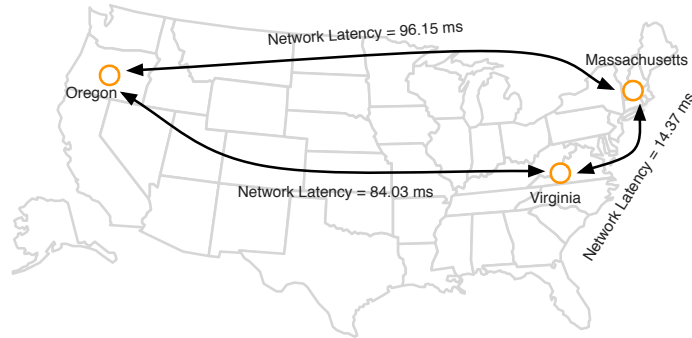 Network Latency = 96.15 ms
Massachusetts
Oregon
Network Latency = 14.37 ms
Network Latency = 84.03 ms
Virginia